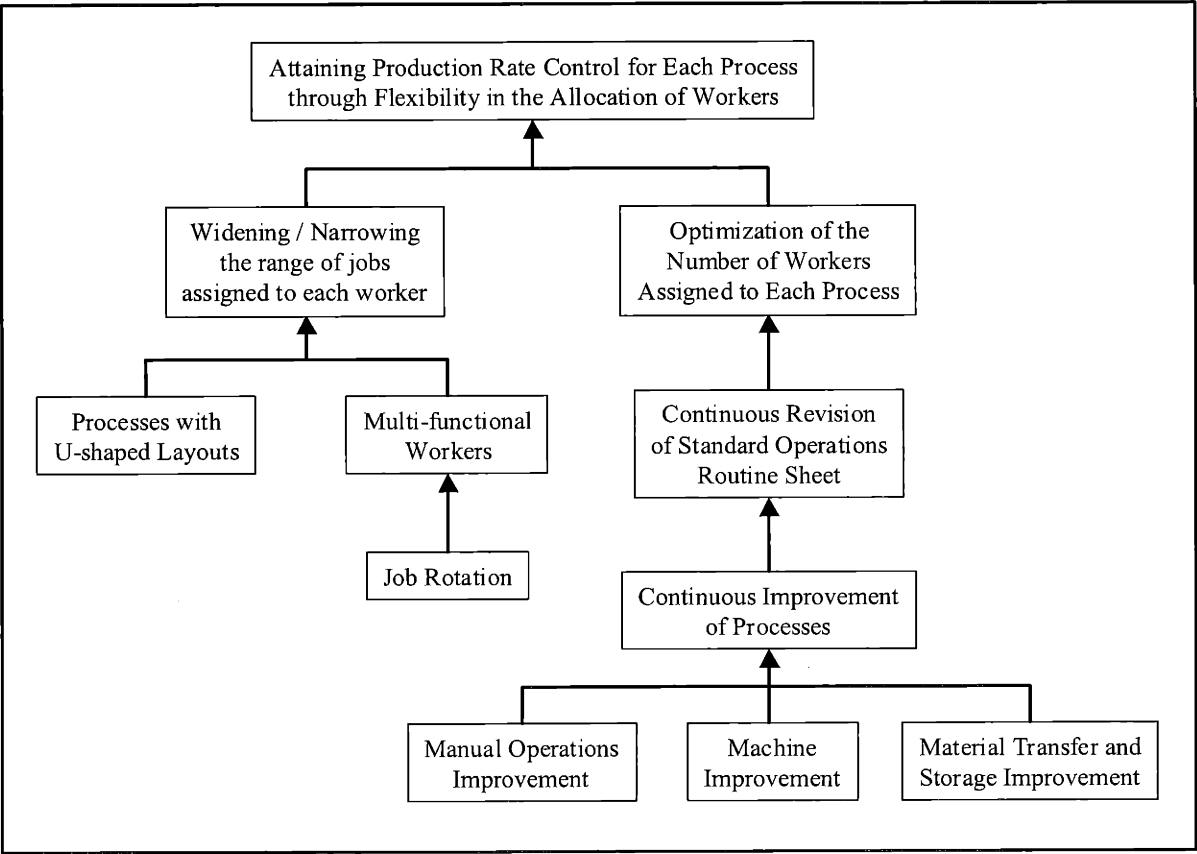 Attaining Production Rate Control for Each Process
through Flexibility in the Allocation of Workers
Widening / Narrowing
the range of jobs
assigned to each worker
Optimization of the
Number of Workers
Assigned to Each Process
Processes with
U-shaped Layouts
Multi-functional
Workers
Continuous Revision
of Standard Operations
Routine Sheet
Job Rotation
Continuous Improvement
of Processes
Manual Operations
Improvement
Machine
Improvement
Material Transfer and
Storage Improvement